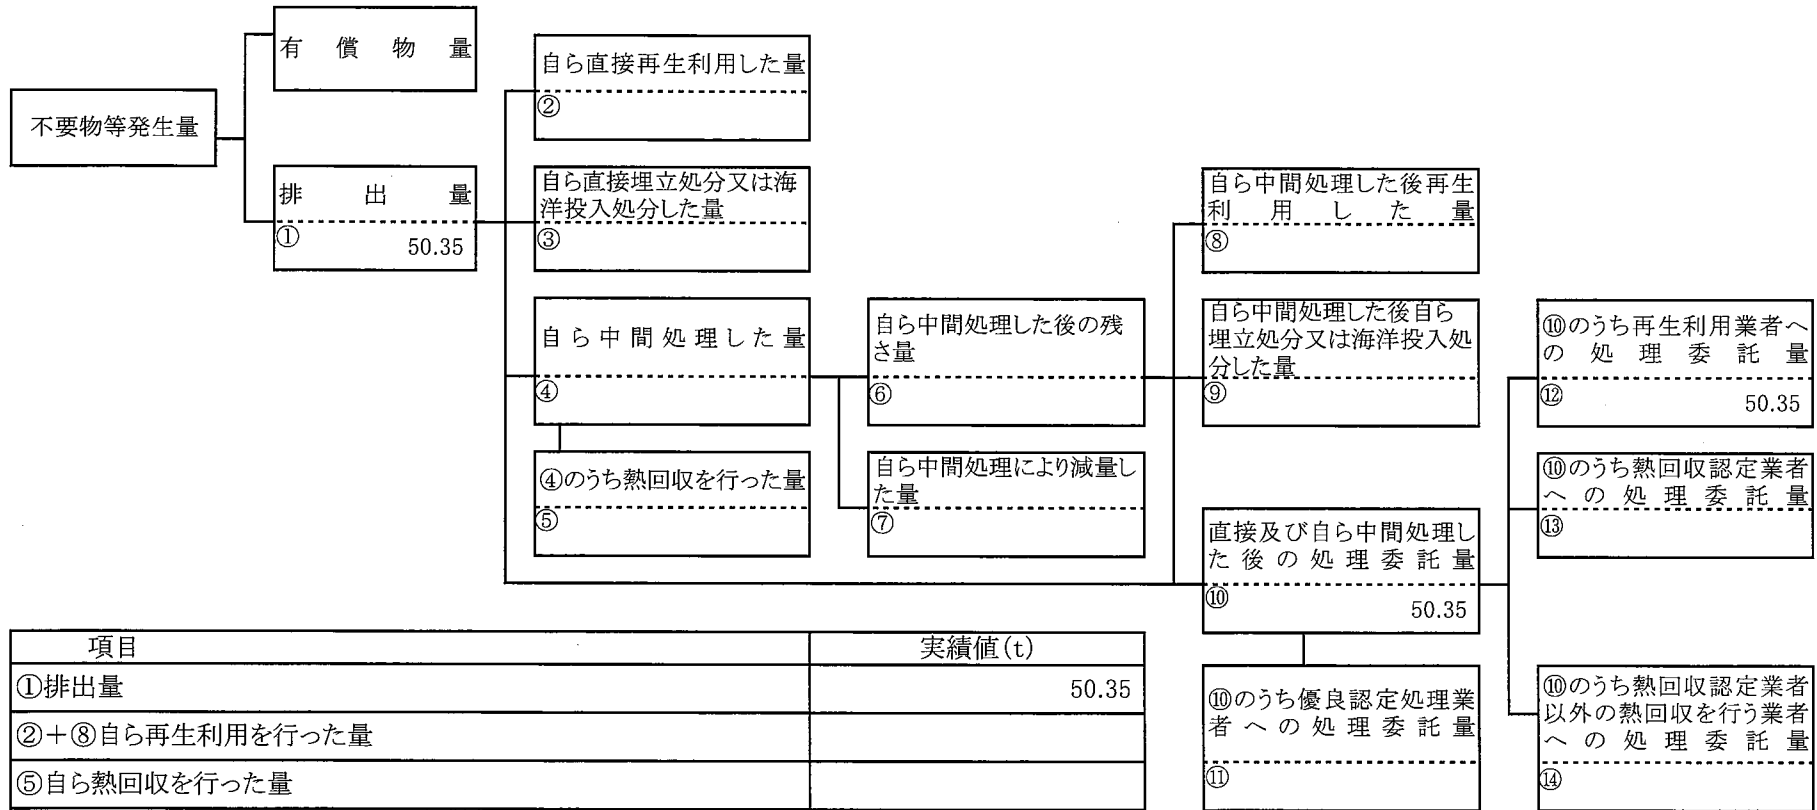 不要物等発生量
有償物量
排出量
①
50.35
自ら直接再生利用した量
②
自ら直接埋立処分又は海
洋投入処分した量
③
自ら中間処理した量
④
④のうち熱回収を行った量
⑤
自ら中間処理した後の残
さ量
⑥
自ら中間処理により減量し
た量
⑦
自ら中間処理した後再生
利用した量
⑧
自ら中間処理した後自ら
埋立処分又は海洋投入処
分した量
⑨
直接及び自ら中間処理し
た後の処理委託量
⑩
50.35
⑩のうち優良認定処理業
者への処理委託量
⑪
⑩のうち再生利用業者へ
の処理委託量
⑫
50.35
⑩のうち熱回収認定業者
への処理委託量
⑬
⑩のうち熱回収認定業者
以外の熱回収を行う業者
への処理委託量
⑭
項目 実績値(t)
①排出量 50.35
②+⑧自ら再生利用を行った量
⑤自ら熱回収を行った量